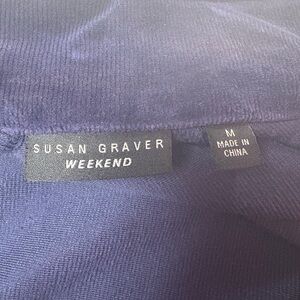 SUSAN GRAVER
WEEKEND
M
MADE IN
CHINA